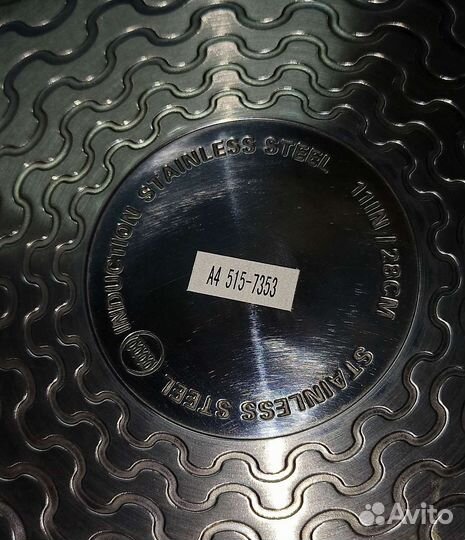 INDUCTION STAINLESS STEEL
11IN / 28CM
STAINLESS STEEL
A4 515-7353
Avito